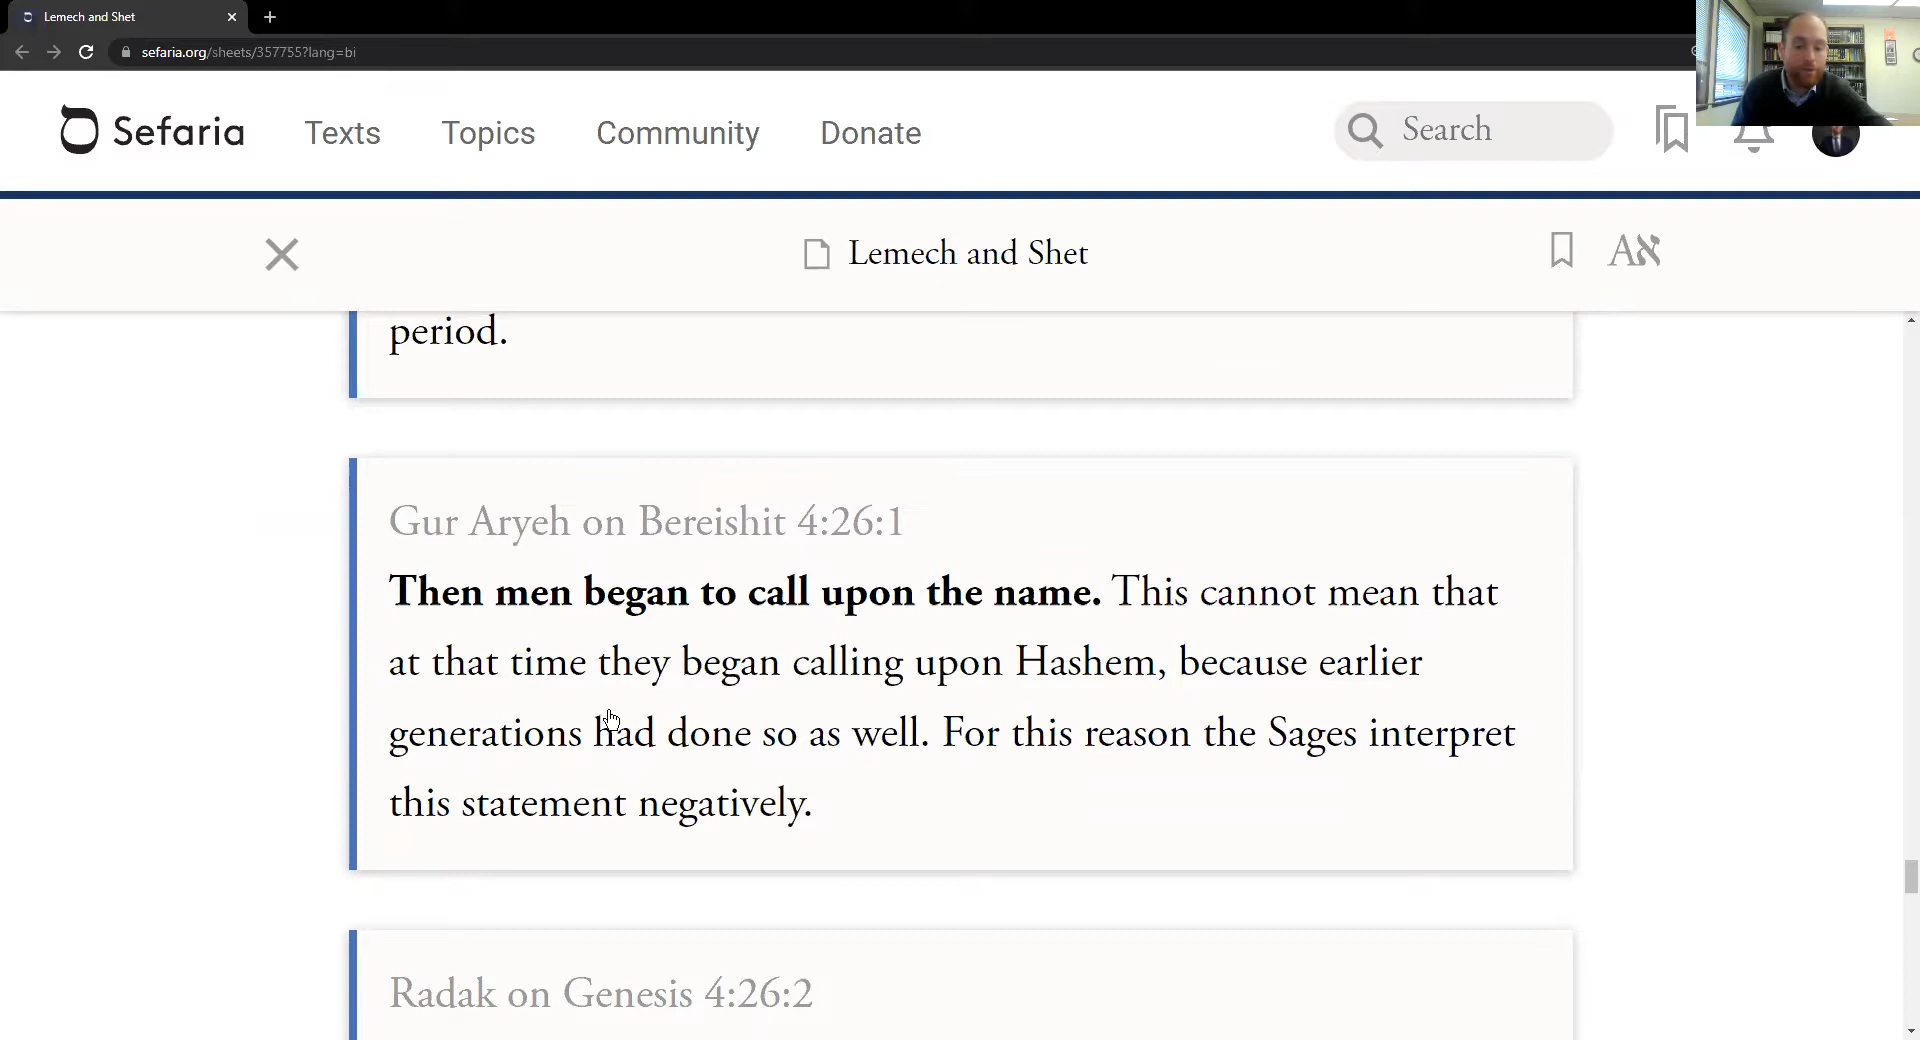 Lemech and Shet
sefaria.org/sheets/357755?lang=bi
Sefaria
Texts
Topics
Community
Donate
Search
Lemech and Shet
Aא
period.
Gur Aryeh on Bereishit 4:26:1
Then men began to call upon the name. This cannot mean that
at that time they began calling upon Hashem, because earlier
generations had done so as well. For this reason the Sages interpret
this statement negatively.
Radak on Genesis 4:26:2